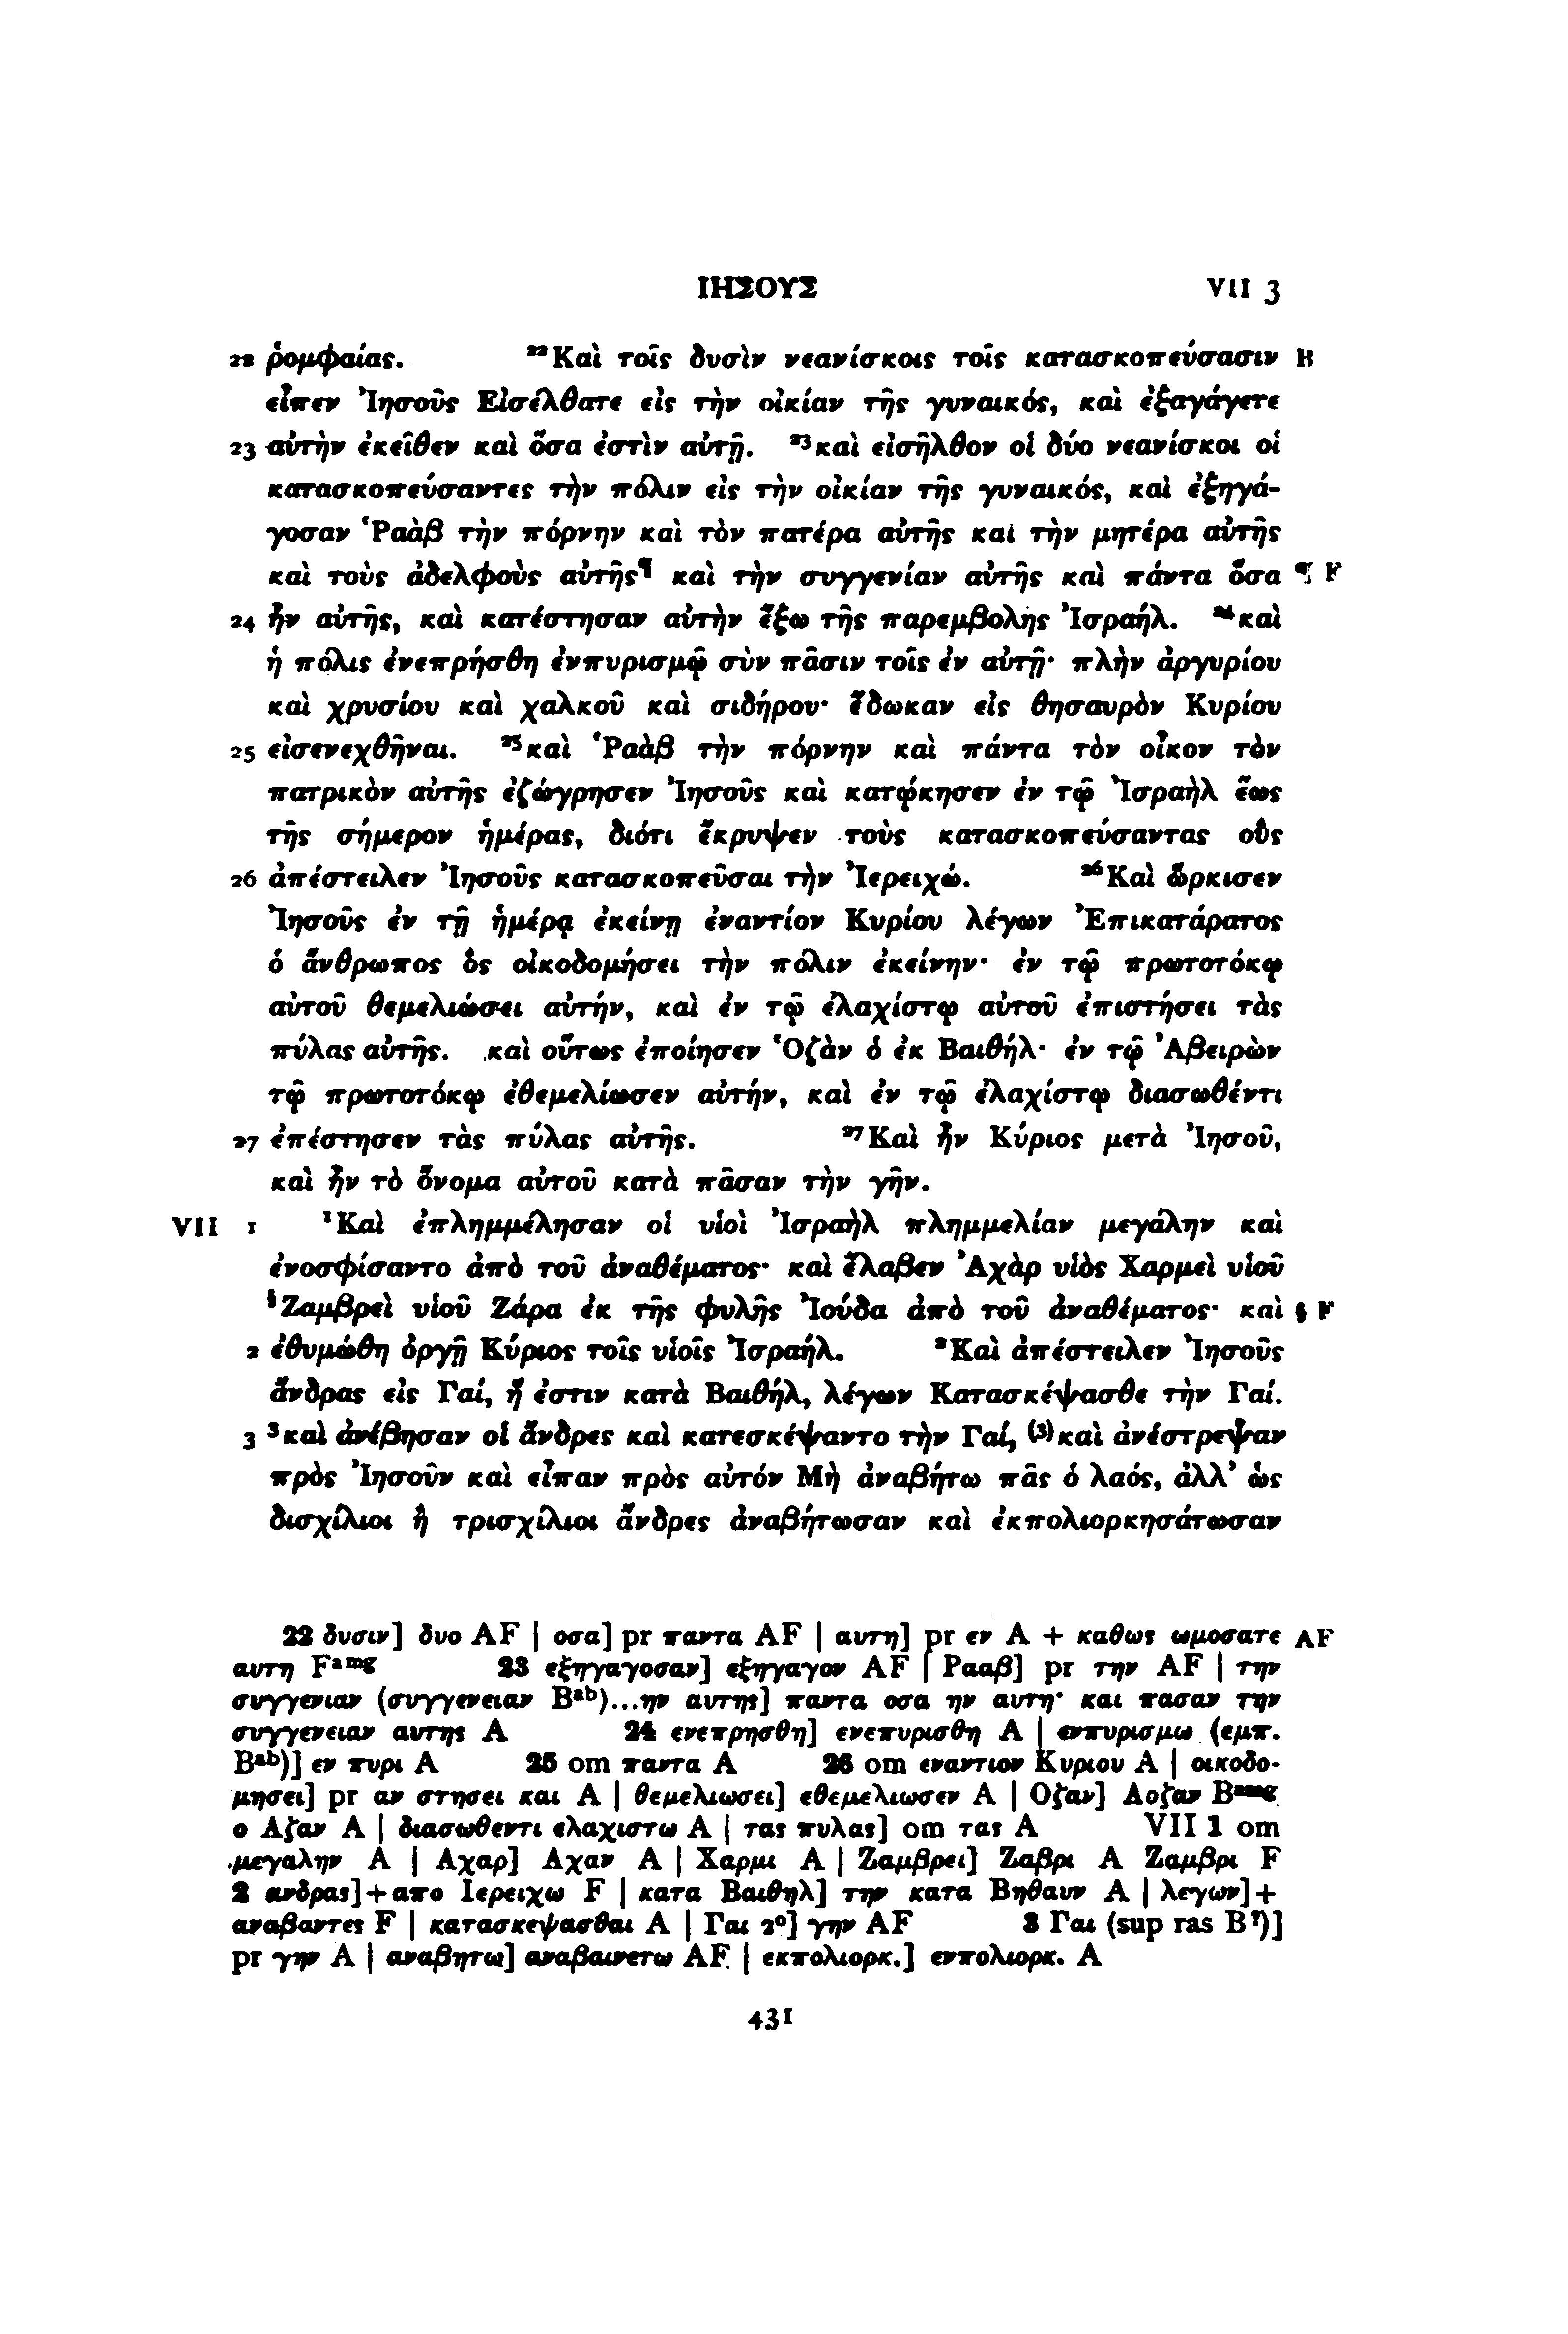 ΙΗΣΟΥΣ VII 3
22 ῥομφαίας. ²²Καὶ τοῖς δυσὶν νεανίσκοις τοῖς κατασκοπεύσασιν B
εἶπεν Ἰησοῦς Εἰσέλθατε εἰς τὴν οἰκίαν τῆς γυναικός, καὶ ἐξαγάγετε
23 αὐτὴν ἐκεῖθεν καὶ ὅσα ἐστὶν αὐτῇ. ²³καὶ εἰσῆλθον οἱ δύο νεανίσκοι οἱ
κατασκοπεύσαντες τὴν πόλιν εἰς τὴν οἰκίαν τῆς γυναικός, καὶ ἐξηγά-
γοσαν Ῥαὰβ τὴν πόρνην καὶ τὸν πατέρα αὐτῆς καὶ τὴν μητέρα αὐτῆς
καὶ τοὺς ἀδελφοὺς αὐτῆς¶ καὶ τὴν συγγενίαν αὐτῆς καὶ πάντα ὅσα ¶ F
24 ἦν αὐτῆς, καὶ κατέστησαν αὐτὴν ἔξω τῆς παρεμβολῆς Ἰσραήλ. ²⁴καὶ
ἡ πόλις ἐνεπρήσθη ἐνπυρισμῷ σὺν πᾶσιν τοῖς ἐν αὐτῇ· πλὴν ἀργυρίου
καὶ χρυσίου καὶ χαλκοῦ καὶ σιδήρου· ἔδωκαν εἰς θησαυρὸν Κυρίου
25 εἰσενεχθῆναι. ²⁵καὶ Ῥαὰβ τὴν πόρνην καὶ πάντα τὸν οἶκον τὸν
πατρικὸν αὐτῆς ἐζώγρησεν Ἰησοῦς καὶ κατῴκησεν ἐν τῷ Ἰσραὴλ ἕως
τῆς σήμερον ἡμέρας, διότι ἔκρυψεν τοὺς κατασκοπεύσαντας οὓς
26 ἀπέστειλεν Ἰησοῦς κατασκοπεῦσαι τὴν Ἰερειχώ. ²⁶Καὶ ὥρκισεν
Ἰησοῦς ἐν τῇ ἡμέρᾳ ἐκείνῃ ἐναντίον Κυρίου λέγων Ἐπικατάρατος
ὁ ἄνθρωπος ὃς οἰκοδομήσει τὴν πόλιν ἐκείνην· ἐν τῷ πρωτοτόκῳ
αὐτοῦ θεμελιώσει αὐτήν, καὶ ἐν τῷ ἐλαχίστῳ αὐτοῦ ἐπιστήσει τὰς
πύλας αὐτῆς. καὶ οὕτως ἐποίησεν Ὁζὰν ὁ ἐκ Βαιθήλ· ἐν τῷ Ἀβειρὼν
τῷ πρωτοτόκῳ ἐθεμελίωσεν αὐτήν, καὶ ἐν τῷ ἐλαχίστῳ διασωθέντι
27 ἐπέστησεν τὰς πύλας αὐτῆς. ²⁷Καὶ ἦν Κύριος μετὰ Ἰησοῦ,
καὶ ἦν τὸ ὄνομα αὐτοῦ κατὰ πᾶσαν τὴν γῆν.
VII 1 ¹Καὶ ἐπλημμέλησαν οἱ υἱοὶ Ἰσραὴλ πλημμελίαν μεγάλην καὶ
ἐνοσφίσαντο ἀπὸ τοῦ ἀναθέματος· καὶ ἔλαβεν Ἀχὰρ υἱὸς Χαρμεὶ υἱοῦ
§Ζαμβρεὶ υἱοῦ Ζάρα ἐκ τῆς φυλῆς Ἰούδα ἀπὸ τοῦ ἀναθέματος· καὶ § F
2 ἐθυμώθη ὀργῇ Κύριος τοῖς υἱοῖς Ἰσραήλ. ²Καὶ ἀπέστειλεν Ἰησοῦς
ἄνδρας εἰς Γαί, ἥ ἐστιν κατὰ Βαιθήλ, λέγων Κατασκέψασθε τὴν Γαί.
3 ³καὶ ἀνέβησαν οἱ ἄνδρες καὶ κατεσκέψαντο τὴν Γαί, ⁽³⁾καὶ ἀνέστρεψαν
πρὸς Ἰησοῦν καὶ εἶπαν πρὸς αὐτόν Μὴ ἀναβήτω πᾶς ὁ λαός, ἀλλ’ ὡς
δισχίλιοι ἢ τρισχίλιοι ἄνδρες ἀναβήτωσαν καὶ ἐκπολιορκησάτωσαν
22 δυσιν] δυο AF | οσα] pr παντα AF | αυτη] pr εν A + καθως ωμοσατε AF
αυτη Fᵃᵐᵍ 23 εξηγαγοσαν] εξηγαγον AF | Ρααβ] pr την AF | την
συγγενιαν (συγγενειαν Bᵃᵇ)...ην αυτης] παντα οσα ην αυτη· και πασαν την
συγγενειαν αυτης A 24 ενεπρησθη] ενεπυρισθη A | ενπυρισμω (εμπ.
Bᵃᵇ)] εν πυρι A 25 om παντα A 26 om εναντιον Κυριου A | οικοδο-
μησει] pr αν στησει και A | θεμελιωσει] εθεμελιωσεν A | Οζαν] Αοζαν Bᵃᵐᵍ
ο Αζαν A | διασωθεντι ελαχιστω A | τας πυλας] om τας A VII 1 om
μεγαλην A | Αχαρ] Αχαν A | Χαρμι A | Ζαμβρει] Ζαβρι A Ζαμβρι F
2 ανδρας]+απο Ιερειχω F | κατα Βαιθηλ] την κατα Βηθαυν A | λεγων]+
αναβαντες F | κατασκεψασθαι A | Γαι 2°] γην AF 3 Γαι (sup ras Bˀ)]
pr γην A | αναβητω] αναβαινετω AF | εκπολιορκ.] ενπολιορκ. A
431